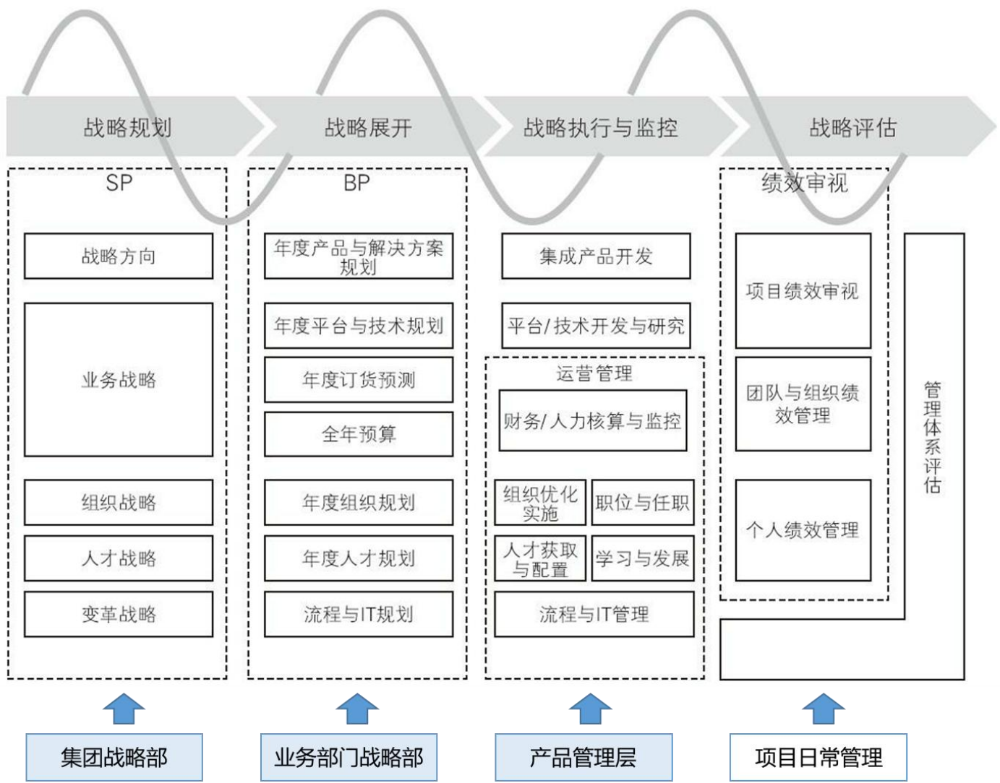 战略规划
战略展开
战略执行与监控
战略评估
SP
战略方向
业务战略
组织战略
人才战略
变革战略
BP
年度产品与解决方案
规划
年度平台与技术规划
年度订货预测
全年预算
年度组织规划
年度人才规划
流程与IT规划
集成产品开发
平台/技术开发与研究
运营管理
财务/人力核算与监控
组织优化
实施
职位与任职
人才获取
与配置
学习与发展
流程与IT管理
绩效审视
项目绩效审视
团队与组织绩
效管理
个人绩效管理
管理体系评估
集团战略部
业务部门战略部
产品管理层
项目日常管理